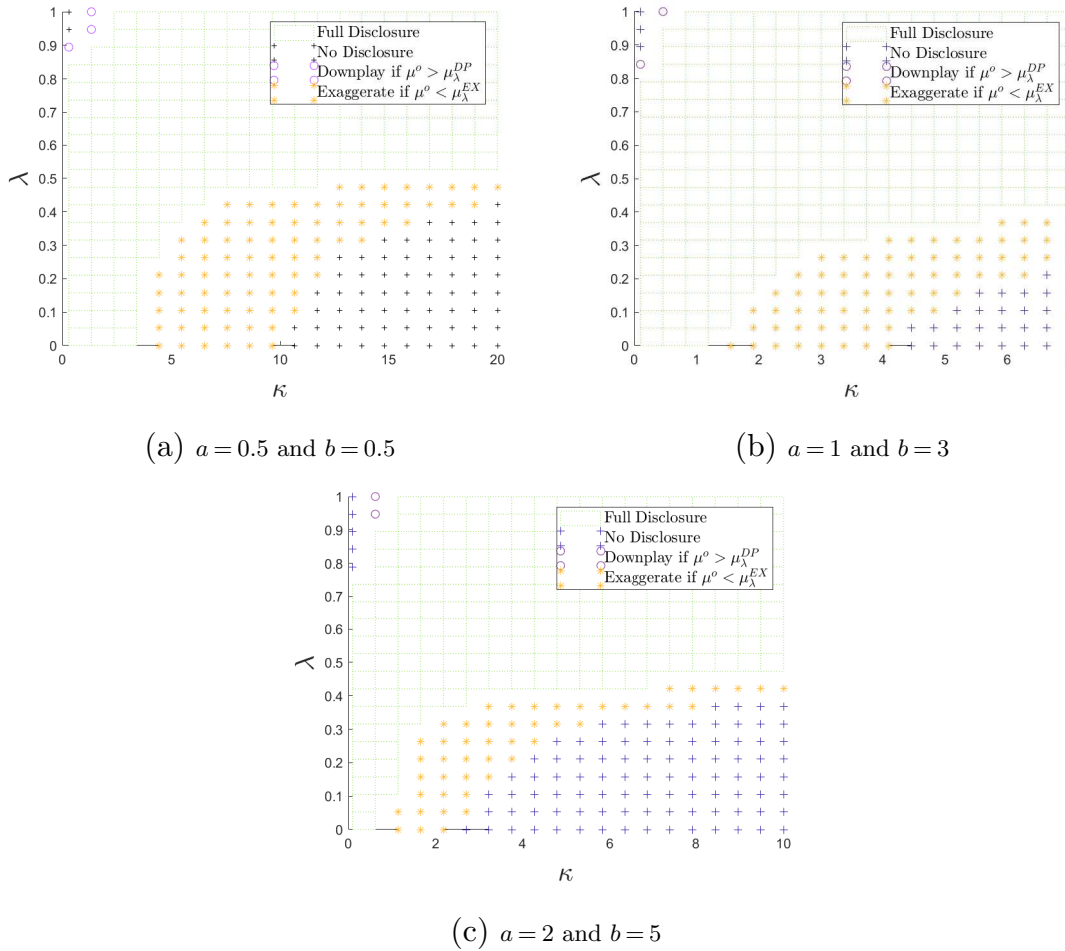 1
0.9
0.8
0.7
0.6
0.5
0.4
0.3
0.2
0.1
0
λ
0 5 10 15 20
κ
Full Disclosure
No Disclosure
Downplay if μ^o > μ_λ^{DP}
Exaggerate if μ^o < μ_λ^{EX}
(a) a = 0.5 and b = 0.5
1
0.9
0.8
0.7
0.6
0.5
0.4
0.3
0.2
0.1
0
λ
0 1 2 3 4 5 6
κ
Full Disclosure
No Disclosure
Downplay if μ^o > μ_λ^{DP}
Exaggerate if μ^o < μ_λ^{EX}
(b) a = 1 and b = 3
1
0.9
0.8
0.7
0.6
0.5
0.4
0.3
0.2
0.1
0
λ
0 2 4 6 8 10
κ
Full Disclosure
No Disclosure
Downplay if μ^o > μ_λ^{DP}
Exaggerate if μ^o < μ_λ^{EX}
(c) a = 2 and b = 5